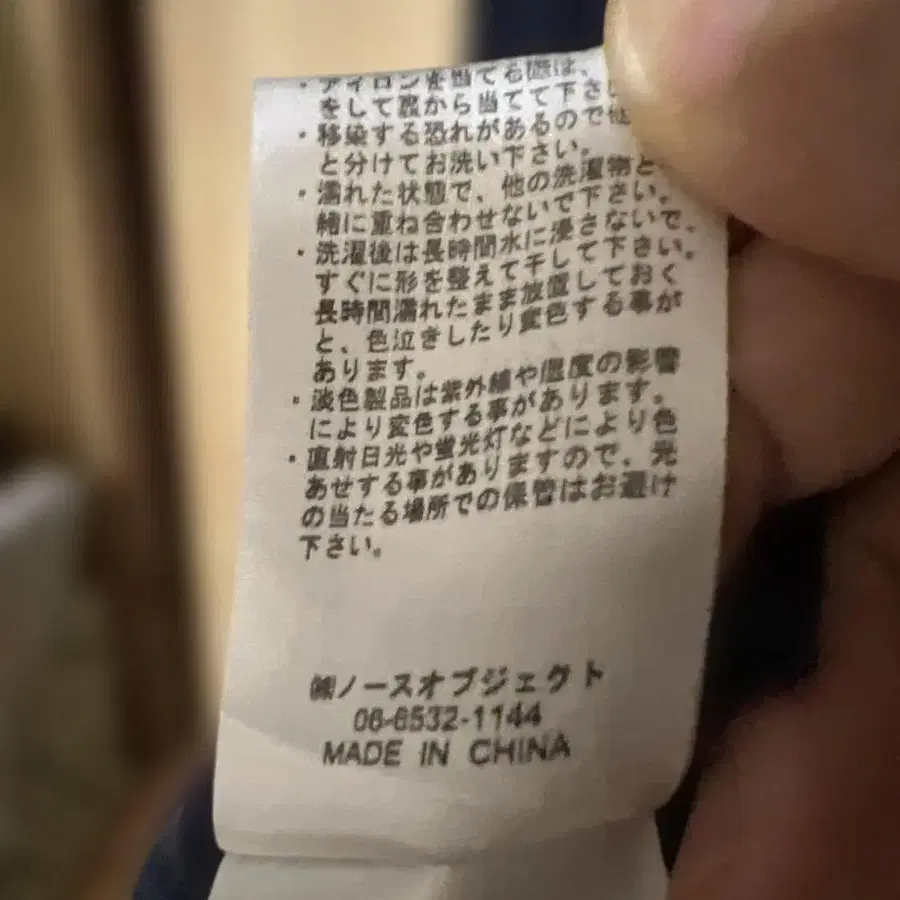 ・アイロンを当てる際は、
をして裏から当てて下さ
・移染する恐れがあるので他
と分けてお洗い下さい。
・濡れた状態で、他の洗濯物と
緒に重ね合わせないで下さい。
・洗濯後は長時間水に浸さないで、
すぐに形を整えて干して下さい。
長時間濡れたまま放置しておく
と、色泣きしたり変色する事が
あります。
・淡色製品は紫外線や湿度の影響
により変色する事があります。
・直射日光や蛍光灯などにより色
あせする事がありますので、光
の当たる場所での保管はお避け
下さい。
㈱ノースオブジェクト
06-6532-1144
MADE IN CHINA